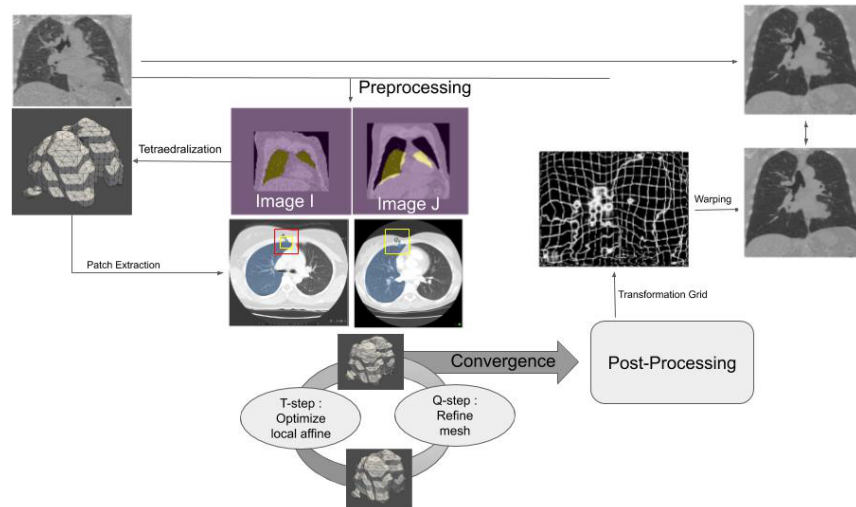 Preprocessing
Tetraedralization
Image I
Image J
Warping
Patch Extraction
Transformation Grid
Convergence
Post-Processing
T-step :
Optimize
local affine
Q-step :
Refine
mesh